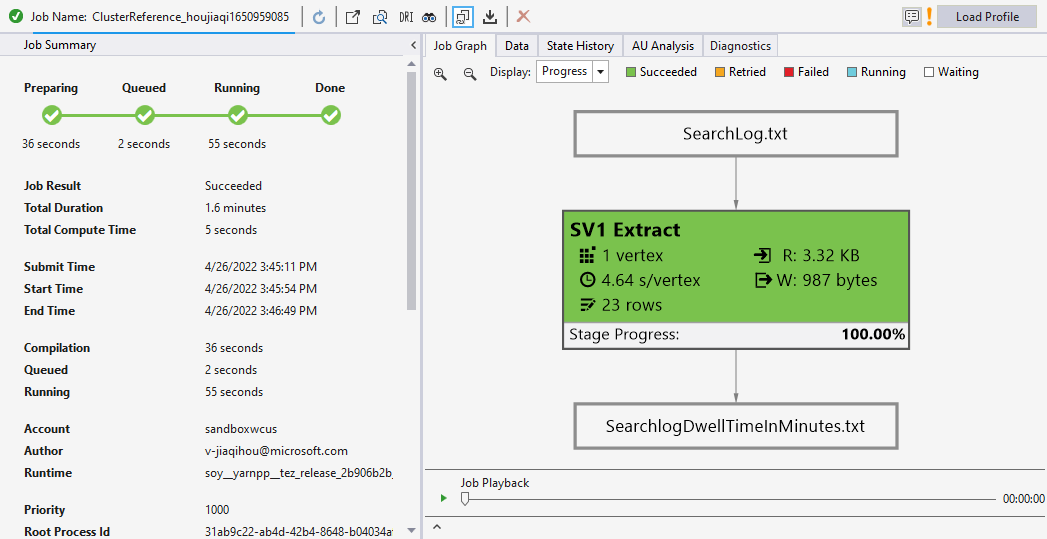 Job Name: ClusterReference_houjiaqi1650959085
DRI
Load Profile
Job Summary
Preparing Queued Running Done
36 seconds 2 seconds 55 seconds
Job Result Succeeded
Total Duration 1.6 minutes
Total Compute Time 5 seconds
Submit Time 4/26/2022 3:45:11 PM
Start Time 4/26/2022 3:45:54 PM
End Time 4/26/2022 3:46:49 PM
Compilation 36 seconds
Queued 2 seconds
Running 55 seconds
Account sandboxwcus
Author v-jiaqihou@microsoft.com
Runtime soy__yarnpp__tez_release_2b906b2b_
Priority 1000
Root Process Id 31ab9c22-ab4d-42b4-8648-b04034a
Job Graph Data State History AU Analysis Diagnostics
Display: Progress Succeeded Retried Failed Running Waiting
SearchLog.txt
SV1 Extract
1 vertex R: 3.32 KB
4.64 s/vertex W: 987 bytes
23 rows
Stage Progress: 100.00%
SearchlogDwellTimeInMinutes.txt
Job Playback
00:00:00